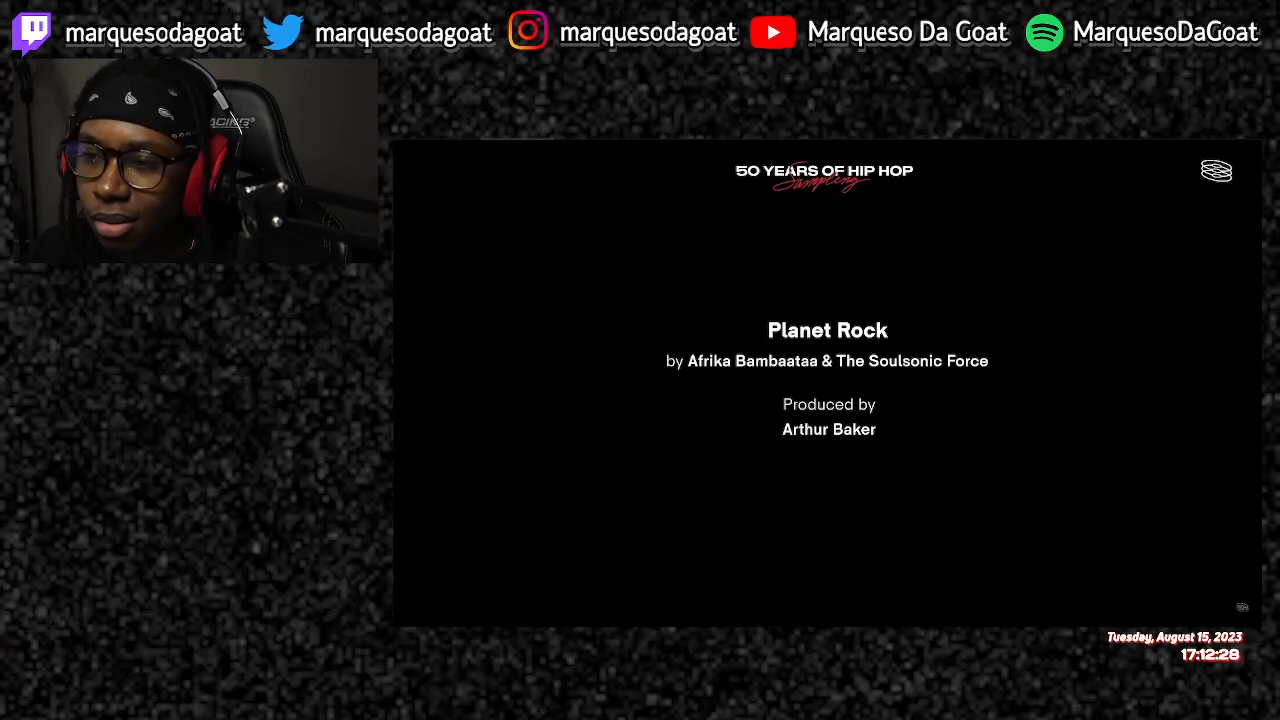 marquesodagoat marquesodagoat marquesodagoat Marqueso Da Goat MarquesoDaGoat
ACING®
50 YEARS OF HIP HOP
Sampling
Planet Rock
by Afrika Bambaataa & The Soulsonic Force
Produced by
Arthur Baker
Tuesday, August 15, 2023
17:12:28